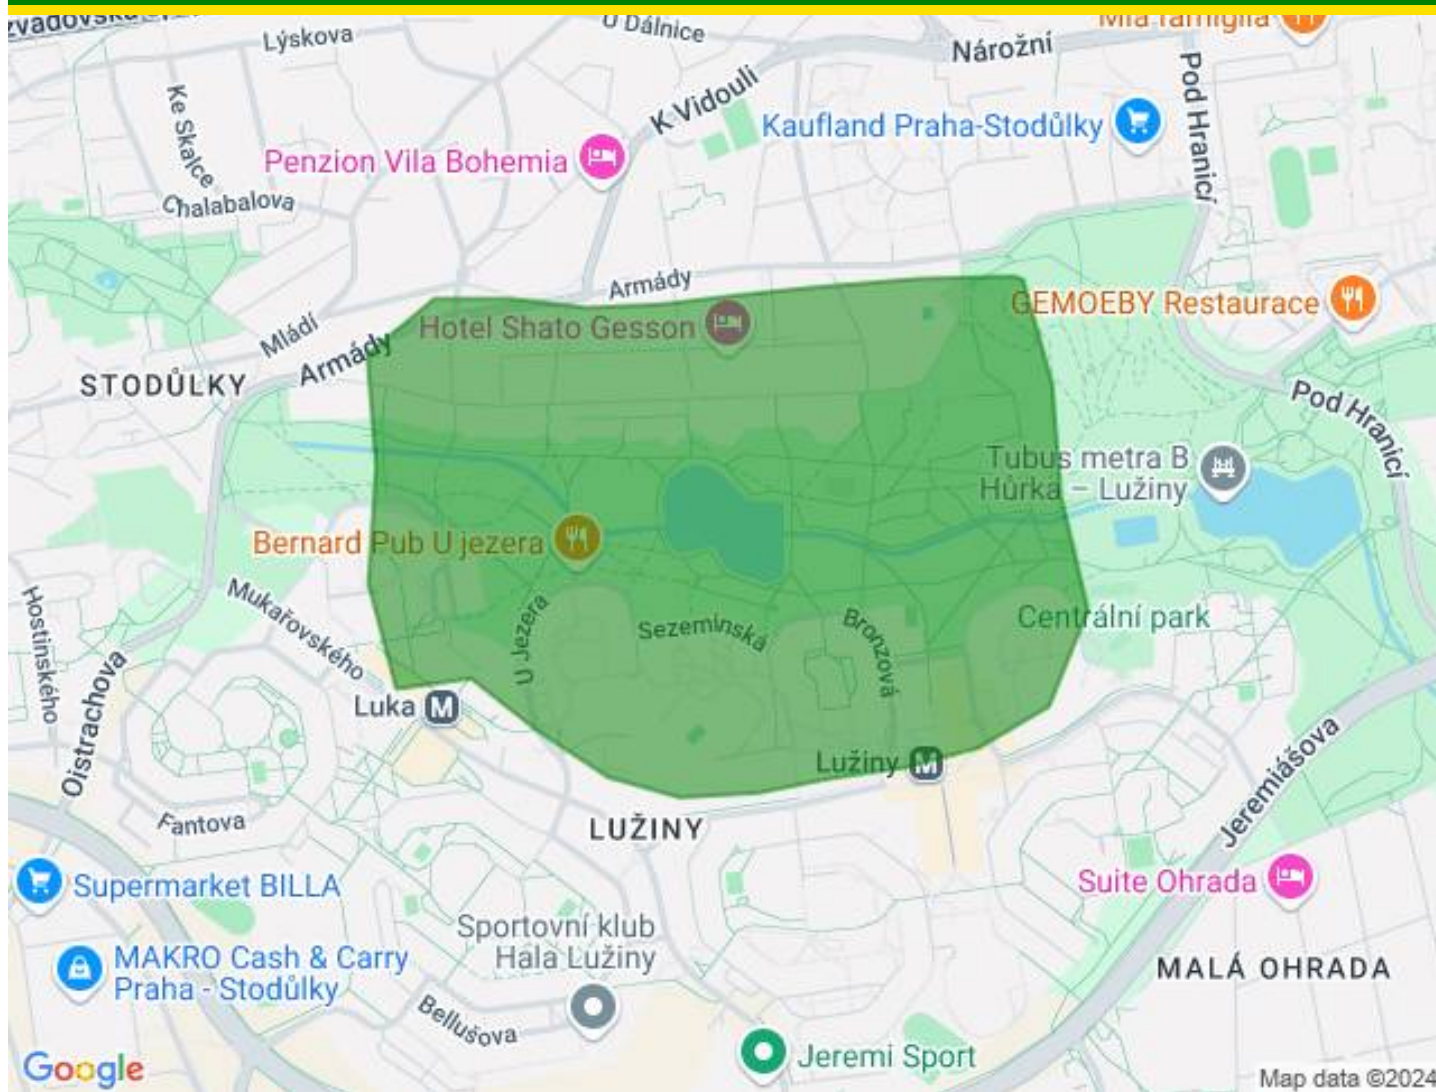 U Dálnice
Mia famiglia
Lýskova
Nárožní
K Vidouli
Pod Hranicí
Ke Skalce
Kaufland Praha-Stodůlky
Penzion Vila Bohemia
Chalabalova
Armády
GEMOEBY Restaurace
Hotel Shato Gesson
Mládí
Armády
STODŮLKY
Pod Hranicí
Tubus metra B
Hůrka – Lužiny
Bernard Pub U jezera
Hostinského
Mukařovského
U Jezera
Sezemínská
Bronzová
Centrální park
Luka M
Oistrachova
Lužiny M
Jeremiášova
Fantova
LUŽINY
Supermarket BILLA
Suite Ohrada
Sportovní klub
Hala Lužiny
MAKRO Cash & Carry
Praha - Stodůlky
MALÁ OHRADA
Bellušova
Jeremi Sport
Google
Map data ©2024